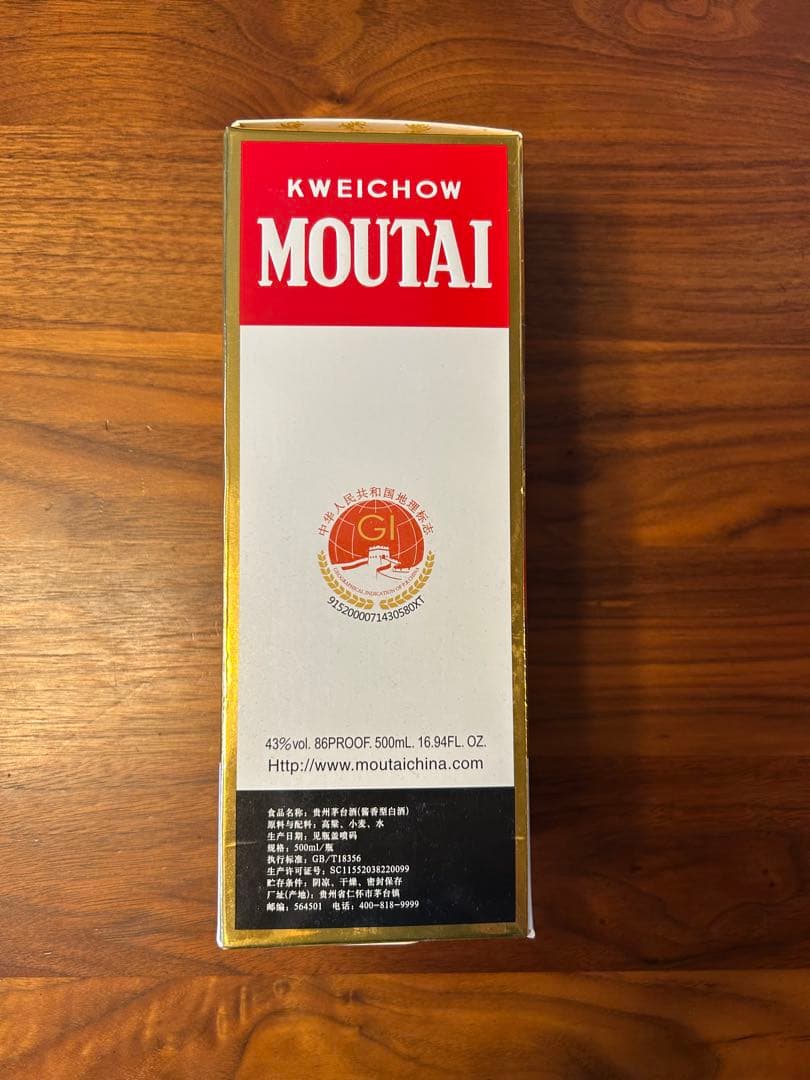 KWEICHOW
MOUTAI
中华人民共和国地理标志
GI
GEOGRAPHICAL INDICATION OF P.R.CHINA
9152000071430580XT
43%vol. 86PROOF. 500mL. 16.94FL. OZ.
Http://www.moutaichina.com
食品名称：贵州茅台酒(酱香型白酒)
原料与配料：高粱、小麦、水
生产日期：见瓶盖喷码
规格：500ml/瓶
执行标准：GB/T18356
生产许可证号：SC11552038220099
贮存条件：阴凉、干燥、密封保存
厂址(产地)：贵州省仁怀市茅台镇
邮编：564501 电话：400-818-9999